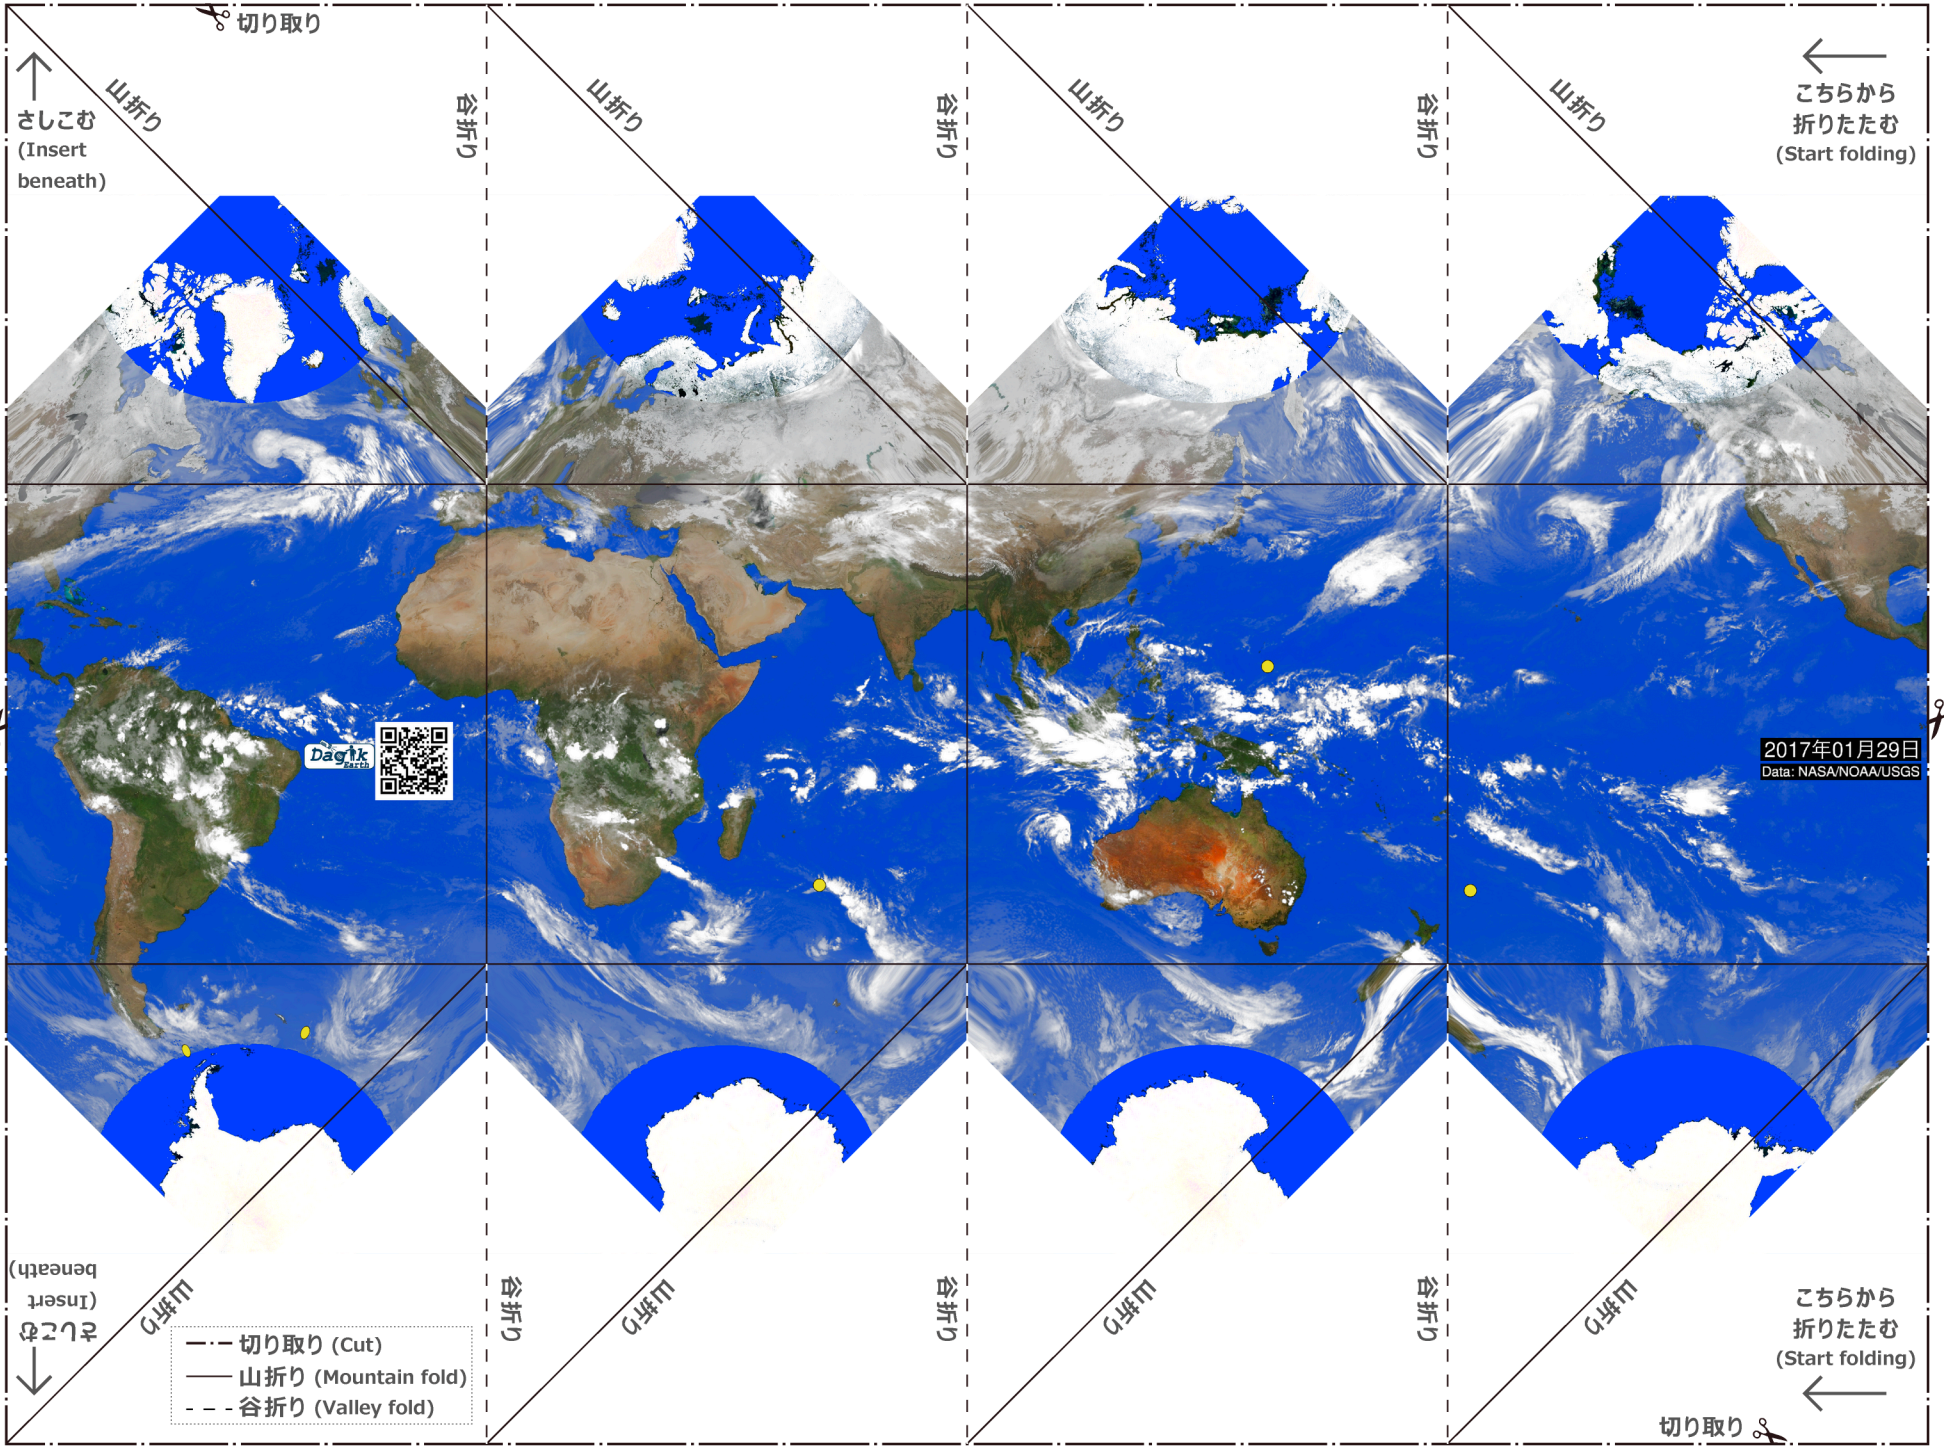 切り取り
山折り
谷折り
山折り
谷折り
山折り
谷折り
山折り
さしこむ
(Insert
beneath)
こちらから
折りたたむ
(Start folding)
Dagik
Earth
2017年01月29日
Data: NASA/NOAA/USGS
さしこむ
(Insert
beneath)
山折り
谷折り
山折り
谷折り
山折り
谷折り
山折り
こちらから
折りたたむ
(Start folding)
切り取り (Cut)
山折り (Mountain fold)
谷折り (Valley fold)
切り取り